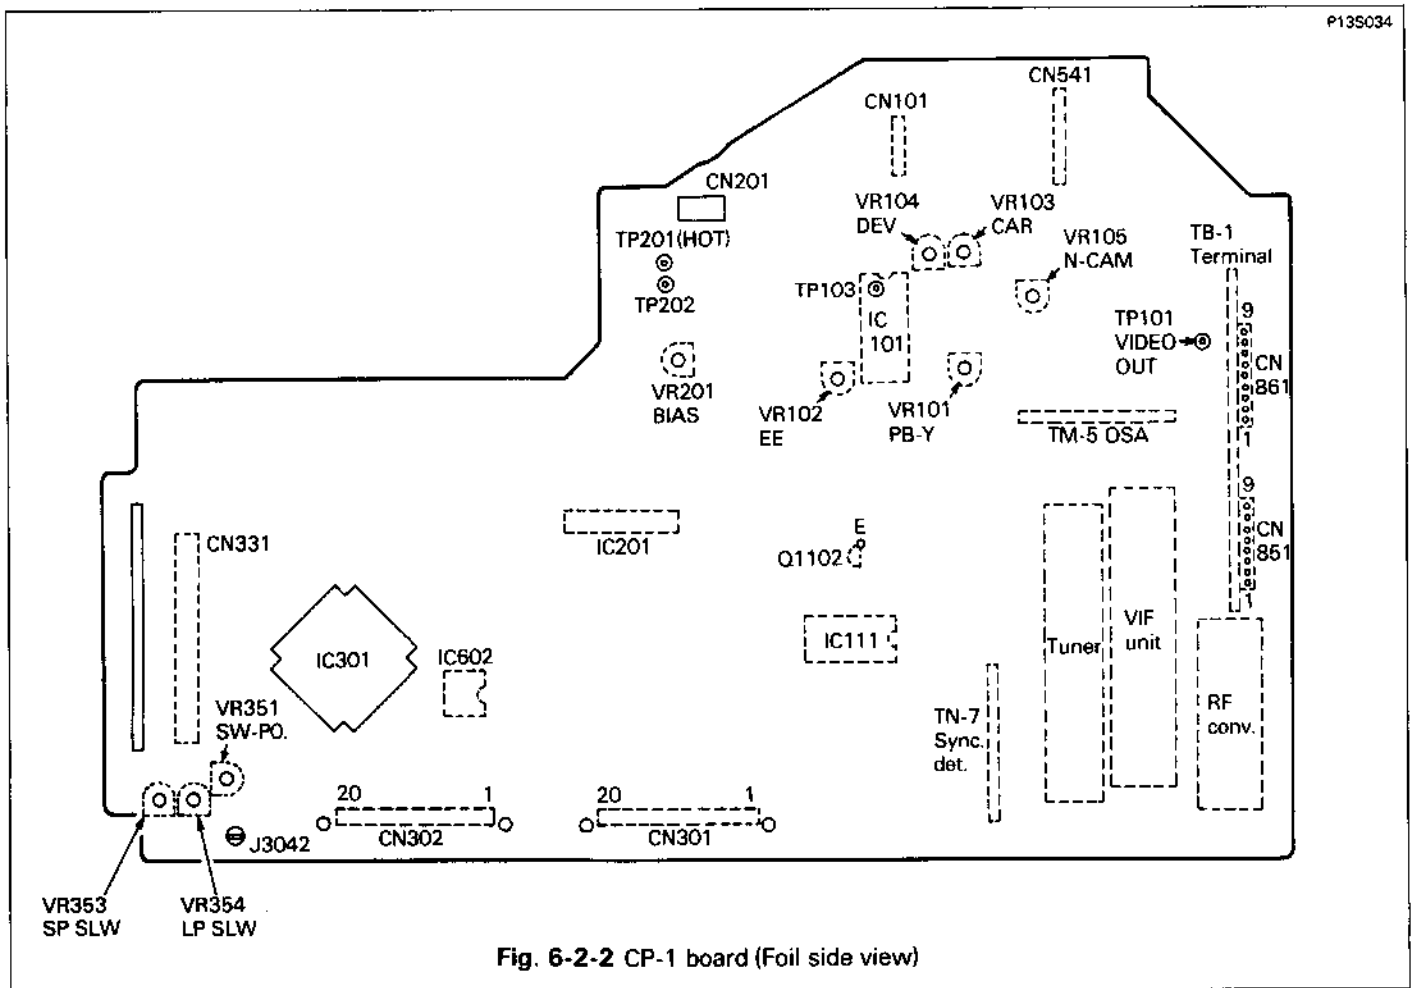 P13S034
CN541
CN101
CN201
VR104
DEV
VR103
CAR
TP201(HOT)
VR105
N-CAM
TB-1
Terminal
TP202
TP103
IC
101
9
TP101
VIDEO
OUT
CN
861
VR201
BIAS
VR102
EE
VR101
PB-Y
TM-5 OSA
1
9
CN331
IC201
E
Q1102
CN
851
1
IC301
IC602
IC111
Tuner
VIF
unit
VR351
SW-PO.
TN-7
Sync.
det.
RF
conv.
20
1
20
1
J3042
CN302
CN301
VR353
SP SLW
VR354
LP SLW
Fig. 6-2-2 CP-1 board (Foil side view)